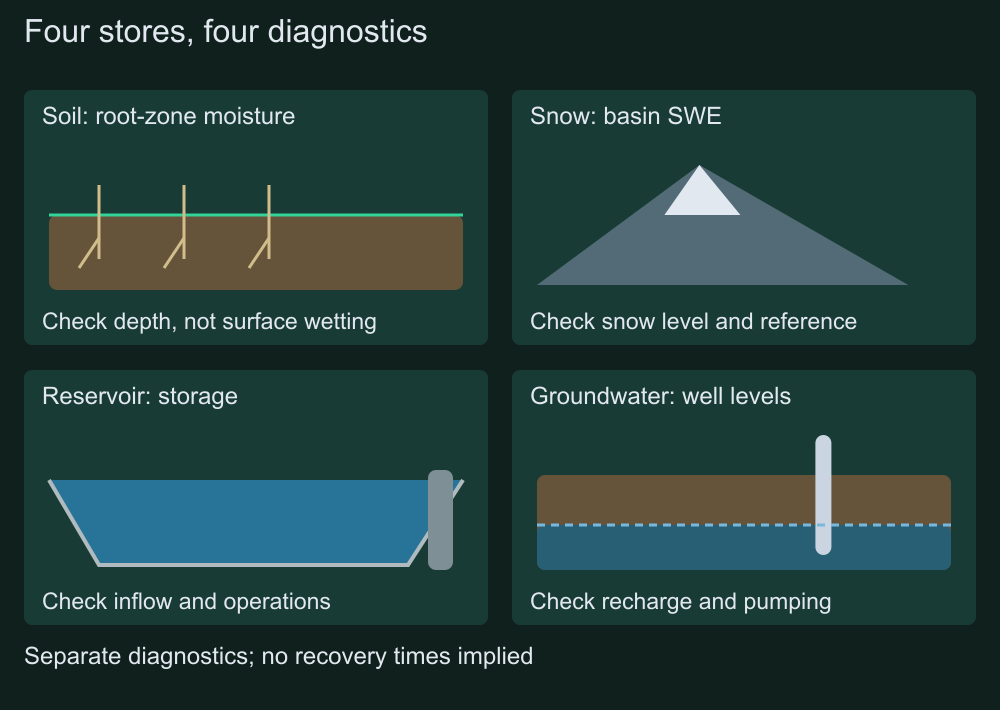 Four stores, four diagnostics
Soil: root-zone moisture
Check depth, not surface wetting
Snow: basin SWE
Check snow level and reference
Reservoir: storage
Check inflow and operations
Groundwater: well levels
Check recharge and pumping
Separate diagnostics; no recovery times implied